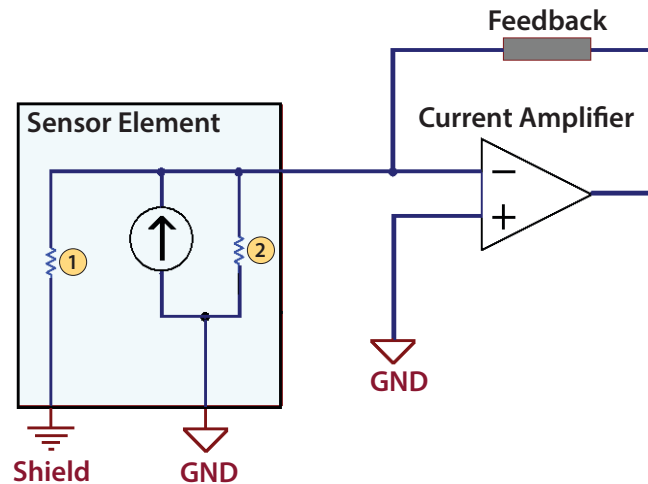 Feedback
Sensor Element
Current Amplifier
−
+
1
2
GND
Shield
GND